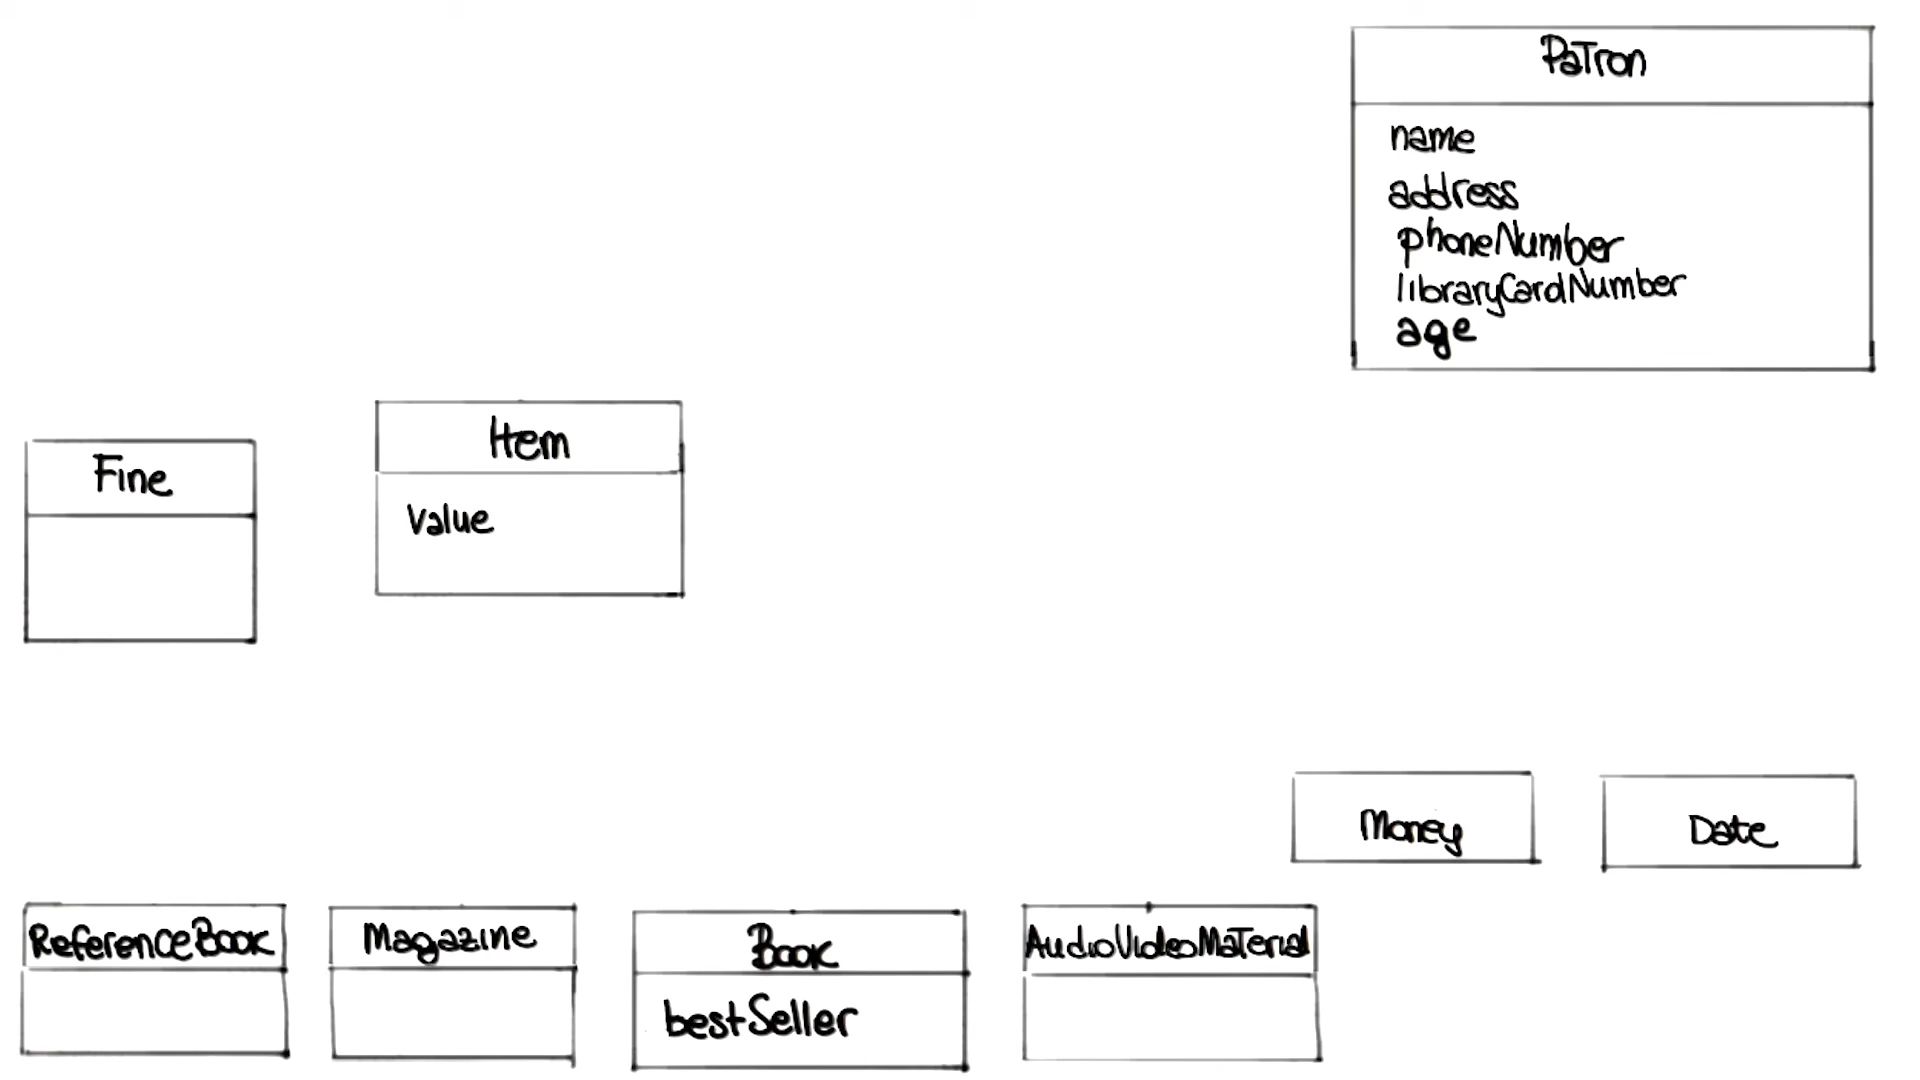 Patron
name
address
phoneNumber
libraryCardNumber
age
Item
Value
Fine
Money
Date
ReferenceBook
Magazine
Book
bestSeller
AudioVideoMaterial